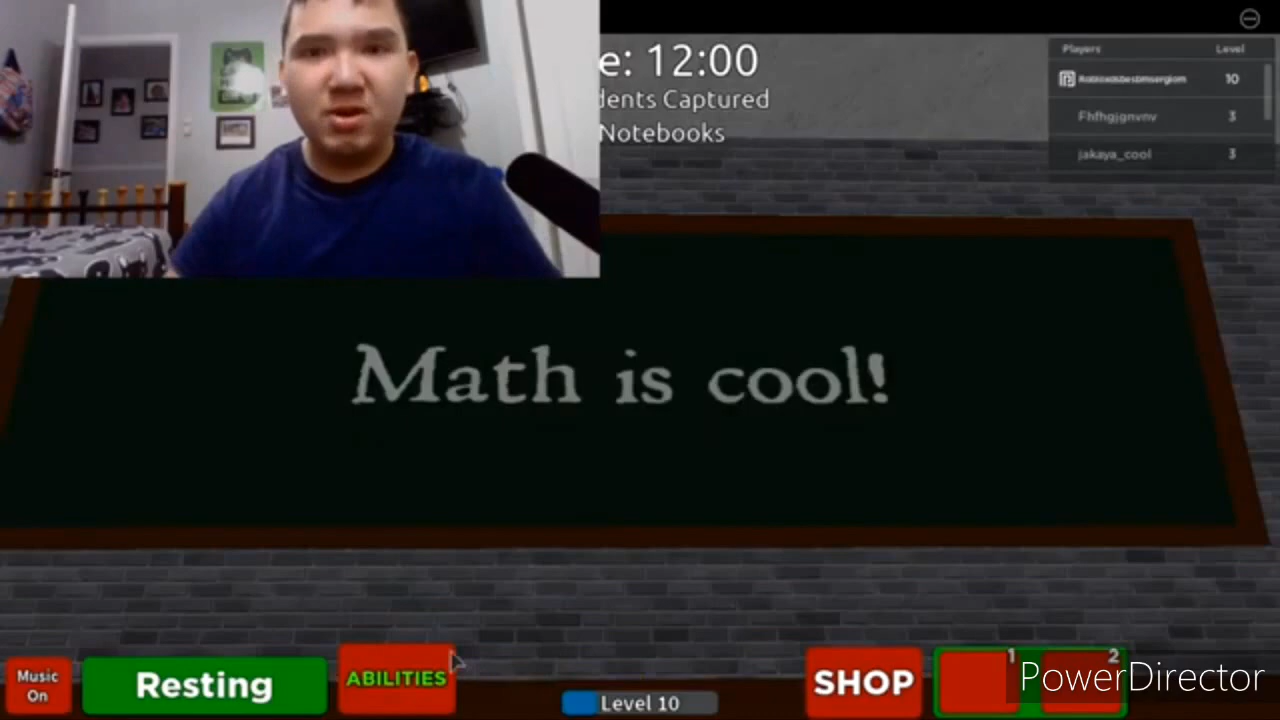 e: 12:00
dents Captured
Notebooks
Players Level
10
Fhfhgjgnvnv 3
jakaya_cool 3
Math is cool!
Music
On
Resting
ABILITIES
Level 10
SHOP
1
2
PowerDirector